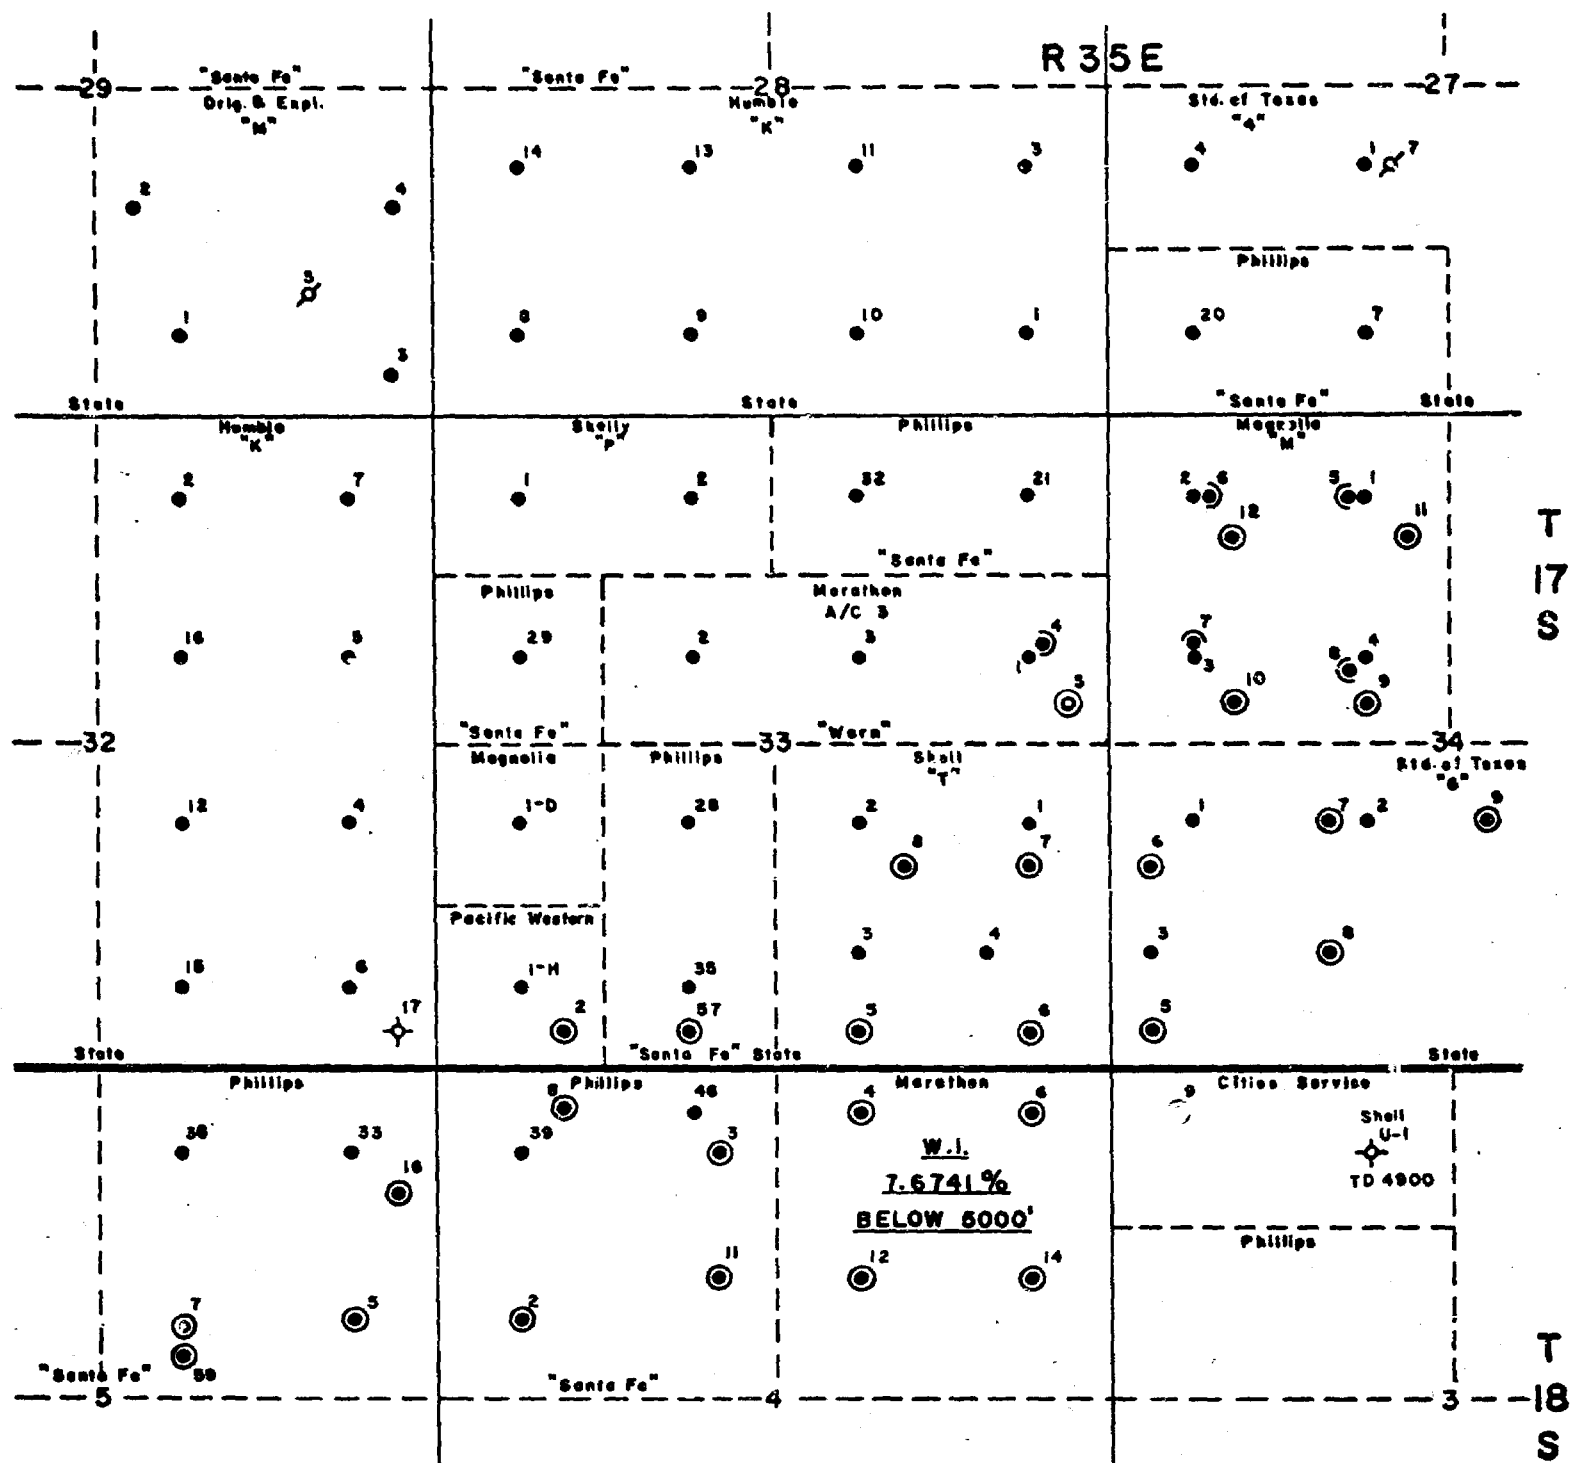 R 35 E
29 "Santa Fe" "Santa Fe" 28 27
Orig. & Expl. Humble Std. of Texas
"M" "K" "4"
14 13 11 3 4 1 7
2 4
Phillips
5
1 8 9 10 1 20 7
3
State State "Santa Fe" State
Humble Skelly Phillips Magnolia
"K" "P" "M"
2 7 1 2 32 21 2 6 5 1
12 11
T
17
S
"Santa Fe"
Phillips Marathon
A/C 3
16 5 29 2 3 4 7 4
1 3 8
5 10 9
"Santa Fe" "Warn"
32 33 34
Magnolia Phillips Shell Std. of Texas
"T" "6"
12 4 1-D 28 2 1 1 7 2 9
8 7 6
Pacific Western
3 4 3 8
15 6 1-H 35
17 2 57 5 6 5
State "Santa Fe" State State
Phillips Phillips Marathon Cities Service
8 46 4 6 9
Shell
U-1
TD 4900
36 33 39 3
16
W.I.
7.6741%
BELOW 5000'
Phillips
11 12 14
7 5 2
59
"Santa Fe" "Santa Fe"
5 4 3
T
18
S